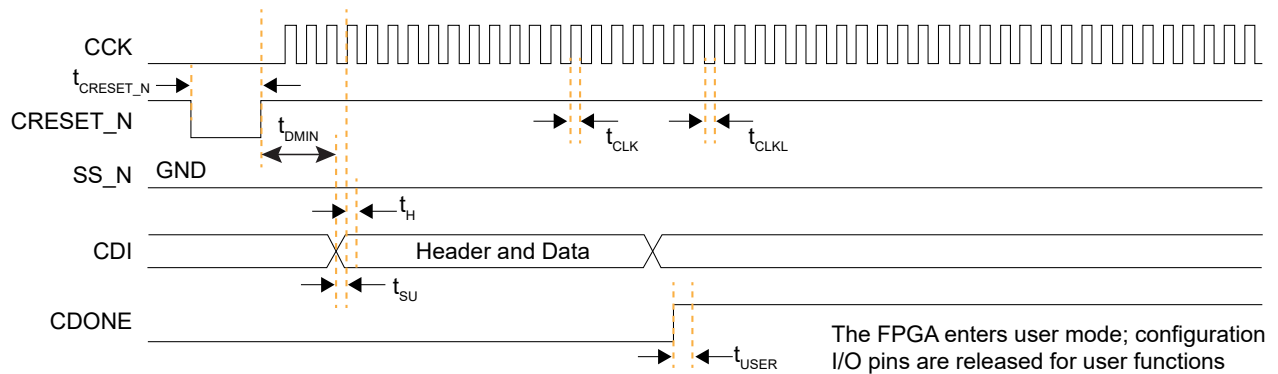 CCK
tCRESET_N
CRESET_N
tDMIN
tCLK
tCLKL
SS_N
GND
tH
CDI
Header and Data
tSU
CDONE
tUSER
The FPGA enters user mode; configuration
I/O pins are released for user functions